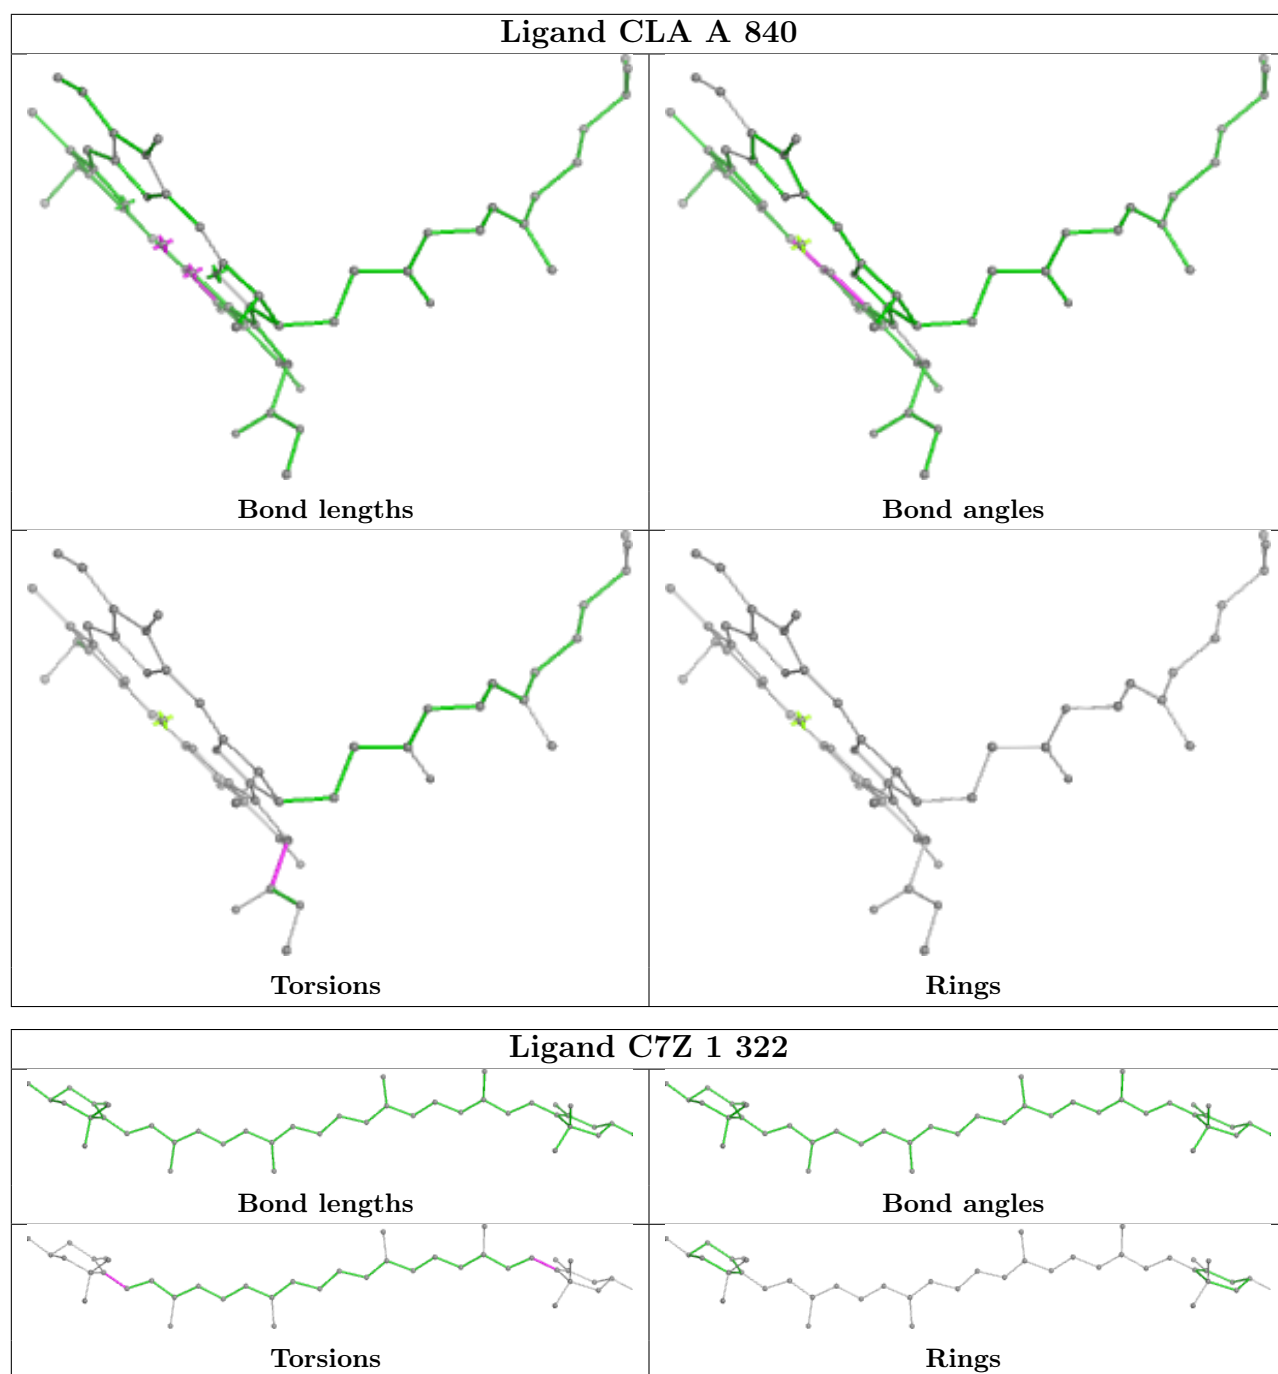 Ligand CLA A 840
Bond lengths
Bond angles
Torsions
Rings
Ligand C7Z 1 322
Bond lengths
Bond angles
Torsions
Rings